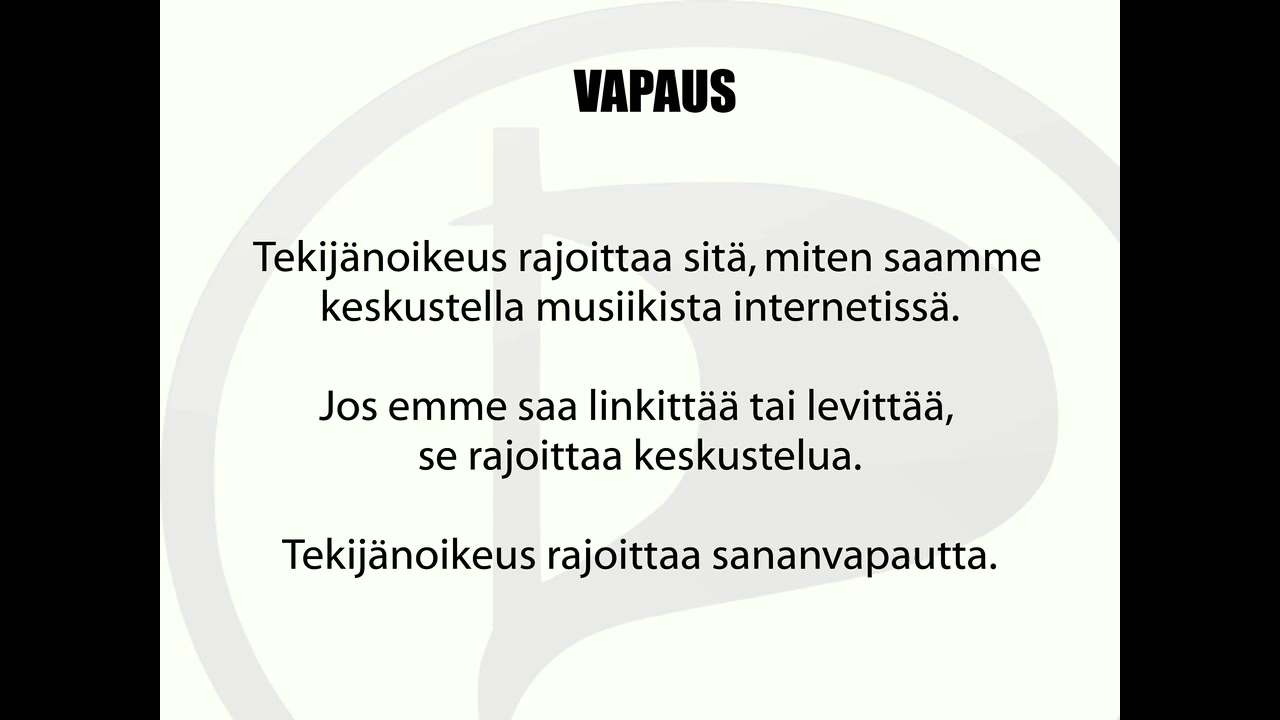 VAPAUS
Tekijänoikeus rajoittaa sitä, miten saamme
keskustella musiikista internetissä.
Jos emme saa linkittää tai levittää,
se rajoittaa keskustelua.
Tekijänoikeus rajoittaa sananvapautta.